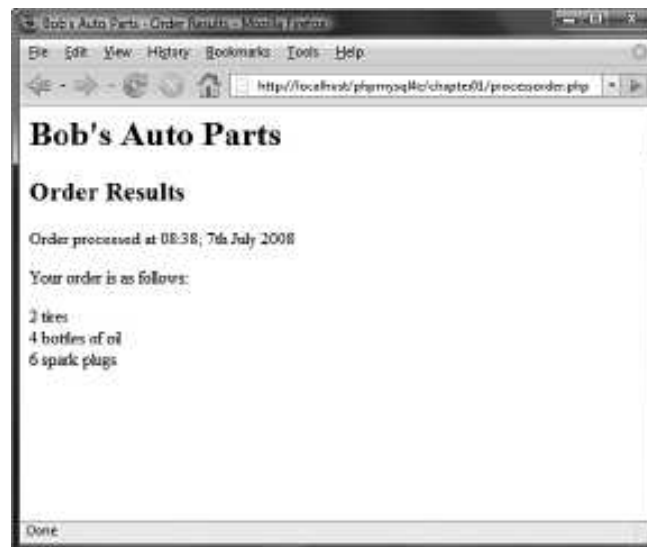 Bob's Auto Parts - Order Results - Mozilla Firefox
File Edit View History Bookmarks Tools Help
http://localhost/phpmysql4e/chapter01/processorder.php
Bob's Auto Parts
Order Results
Order processed at 08:38, 7th July 2008
Your order is as follows:
2 tires
4 bottles of oil
6 spark plugs
Done